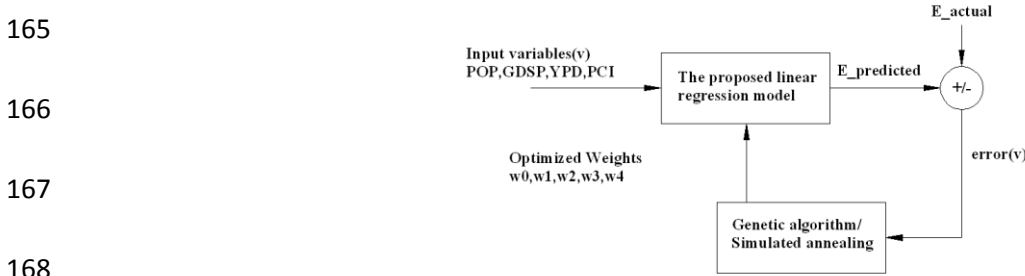 165
E_actual
Input variables(v)
POP,GDSP,YPD,PCI
The proposed linear
regression model
E_predicted
+/-
166
Optimized Weights
w0,w1,w2,w3,w4
error(v)
167
Genetic algorithm/
Simulated annealing
168